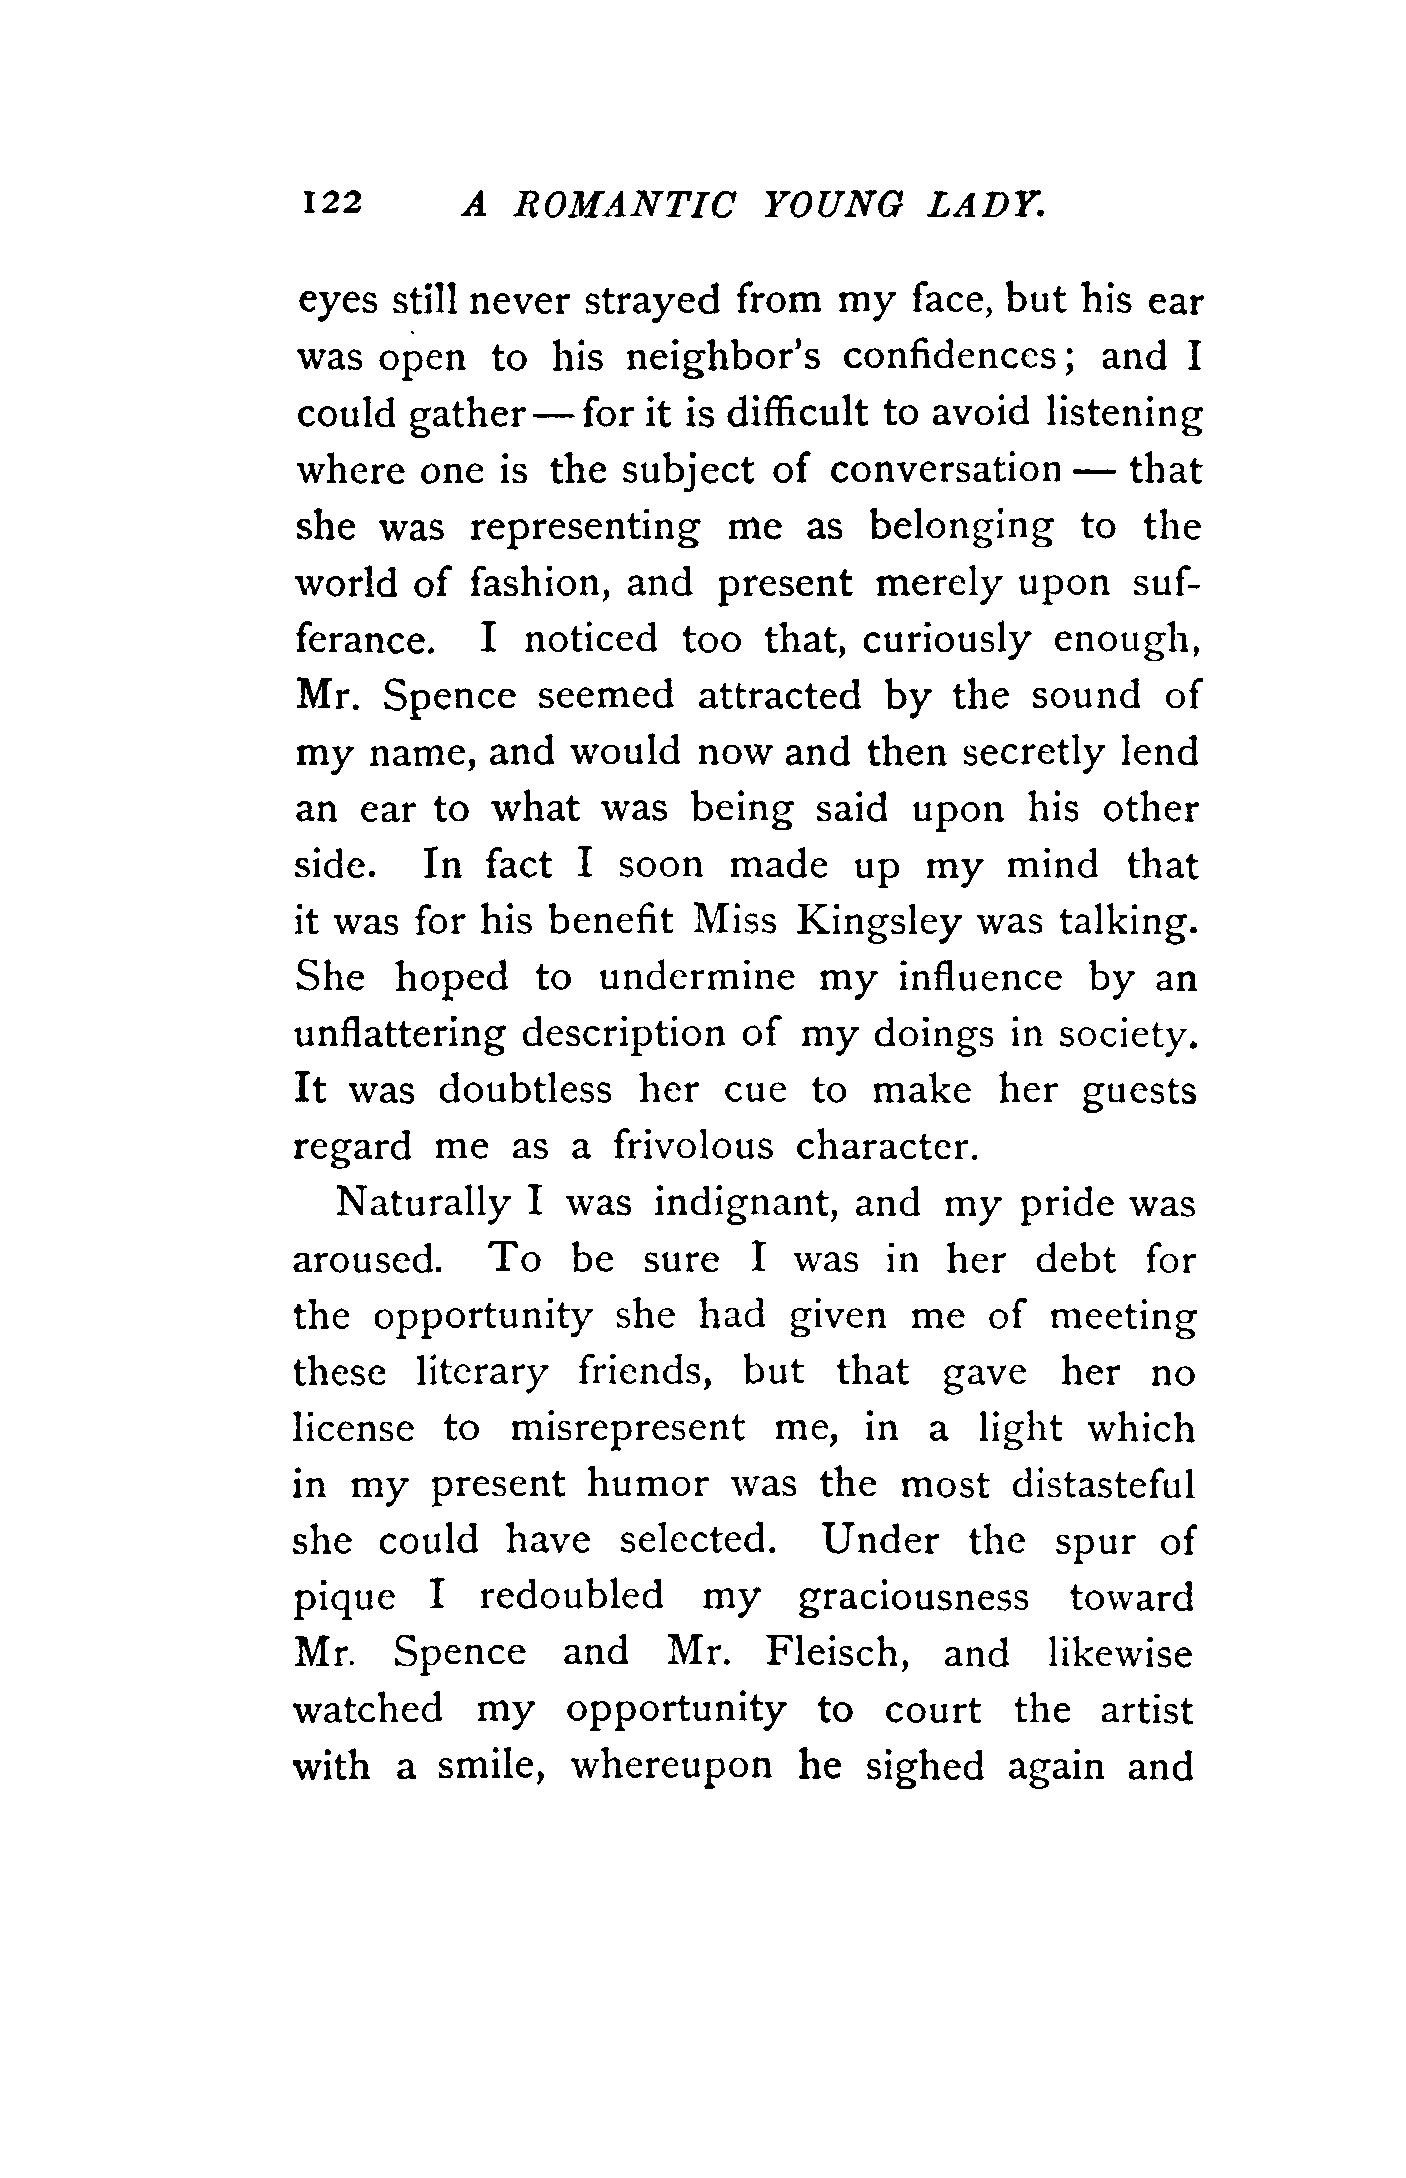 122 A ROMANTIC YOUNG LADY.
eyes still never strayed from my face, but his ear
was open to his neighbor's confidences; and I
could gather — for it is difficult to avoid listening
where one is the subject of conversation — that
she was representing me as belonging to the
world of fashion, and present merely upon suf-
ferance. I noticed too that, curiously enough,
Mr. Spence seemed attracted by the sound of
my name, and would now and then secretly lend
an ear to what was being said upon his other
side. In fact I soon made up my mind that
it was for his benefit Miss Kingsley was talking.
She hoped to undermine my influence by an
unflattering description of my doings in society.
It was doubtless her cue to make her guests
regard me as a frivolous character.
Naturally I was indignant, and my pride was
aroused. To be sure I was in her debt for
the opportunity she had given me of meeting
these literary friends, but that gave her no
license to misrepresent me, in a light which
in my present humor was the most distasteful
she could have selected. Under the spur of
pique I redoubled my graciousness toward
Mr. Spence and Mr. Fleisch, and likewise
watched my opportunity to court the artist
with a smile, whereupon he sighed again and